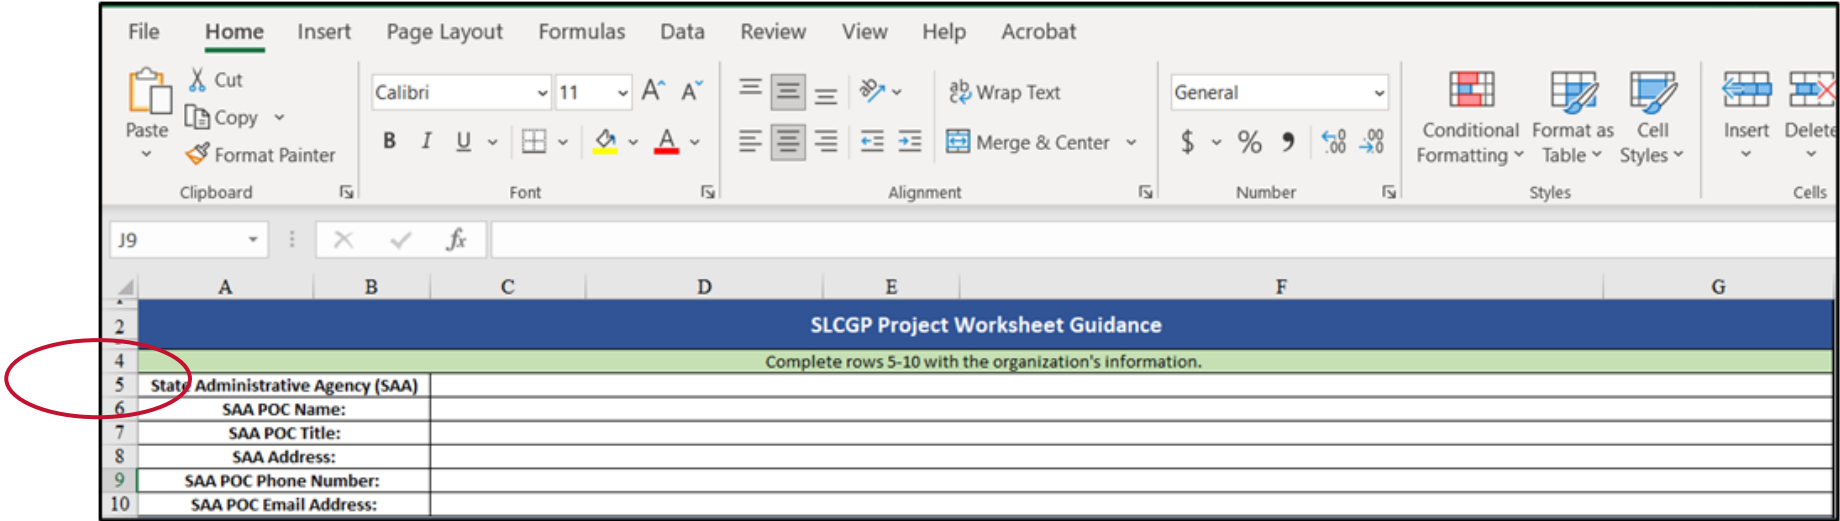 File Home Insert Page Layout Formulas Data Review View Help Acrobat
Cut
Calibri 11 A A ab Wrap Text General
Copy
Paste Conditional Format as Cell Insert Delete
B I U A Merge & Center $ % , .00 .00
Format Painter Formatting Table Styles
Clipboard Font Alignment Number Styles Cells
J9 fx
A B C D E F G
2 SLCGP Project Worksheet Guidance
4 Complete rows 5-10 with the organization's information.
5 State Administrative Agency (SAA)
6 SAA POC Name:
7 SAA POC Title:
8 SAA Address:
9 SAA POC Phone Number:
10 SAA POC Email Address: